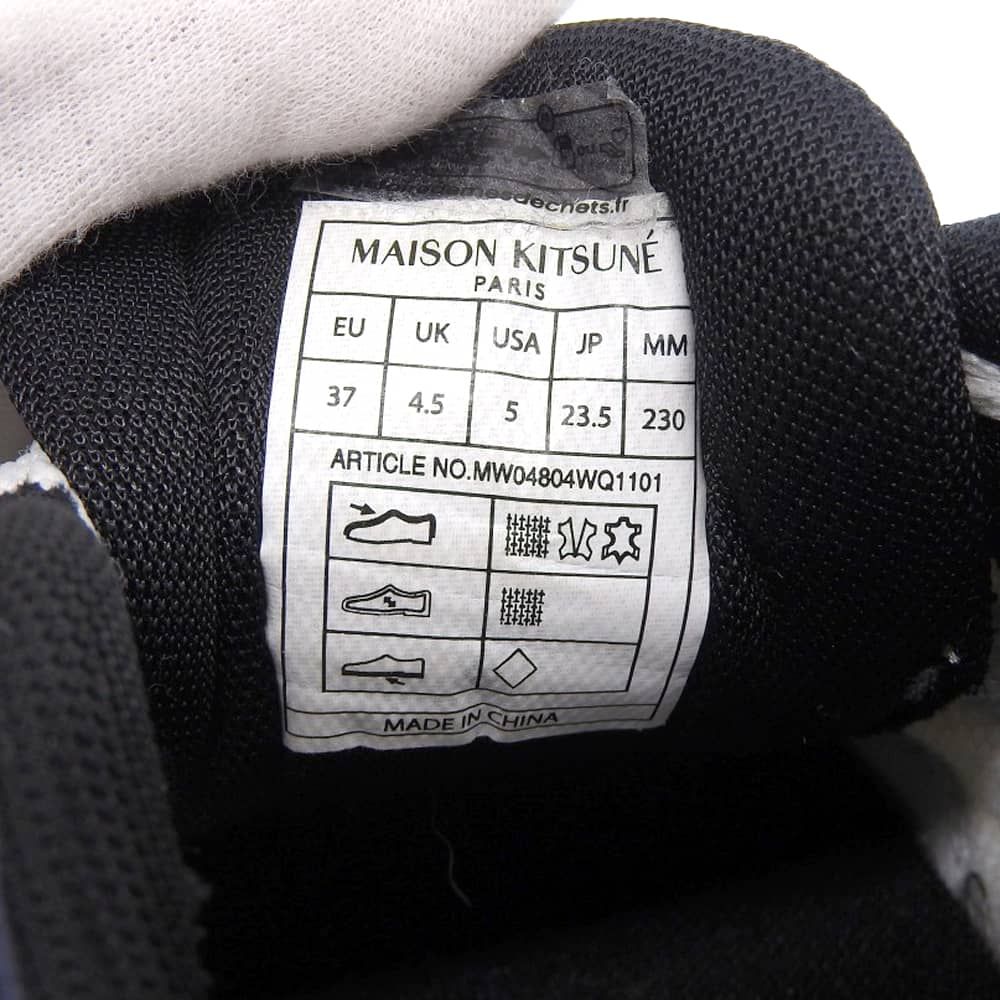 dechets.fr
MAISON KITSUNÉ
PARIS
EU UK USA JP MM
37 4.5 5 23.5 230
ARTICLE NO.MW04804WQ1101
MADE IN CHINA